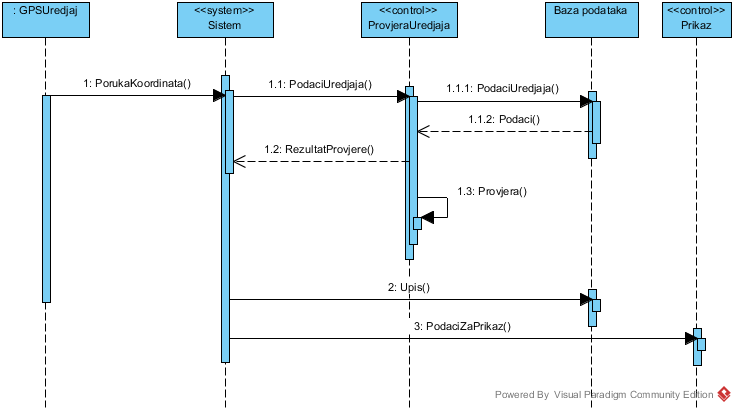 : GPSUredjaj
<<system>>
Sistem
<<control>>
ProvjeraUredjaja
Baza podataka
<<control>>
Prikaz
1: PorukaKoordinata()
1.1: PodaciUredjaja()
1.1.1: PodaciUredjaja()
1.1.2: Podaci()
1.2: RezultatProvjere()
1.3: Provjera()
2: Upis()
3: PodaciZaPrikaz()
Powered By Visual Paradigm Community Edition